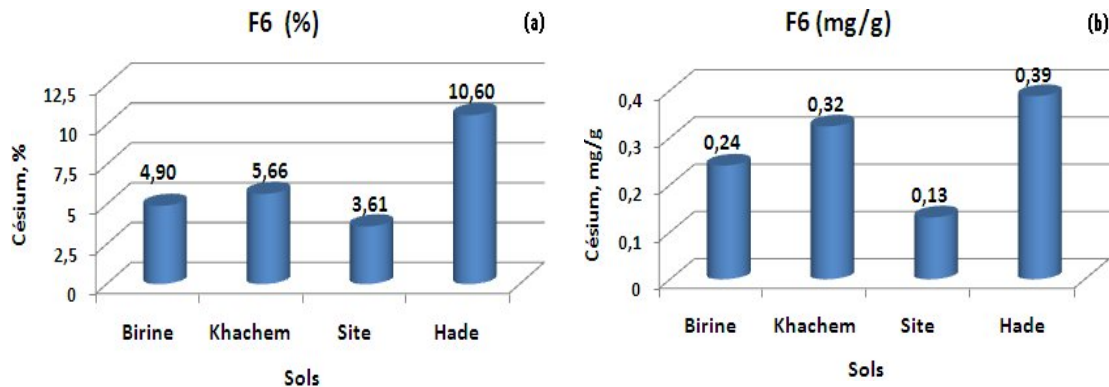 F6 (%)
(a)
Césium, %
12,5
10
7,5
5
2,5
0
4,90
5,66
3,61
10,60
Birine
Khachem
Site
Hade
Sols
F6 (mg/g)
(b)
Césium, mg/g
0,4
0,3
0,2
0,1
0
0,24
0,32
0,13
0,39
Birine
Khachem
Site
Hade
Sols